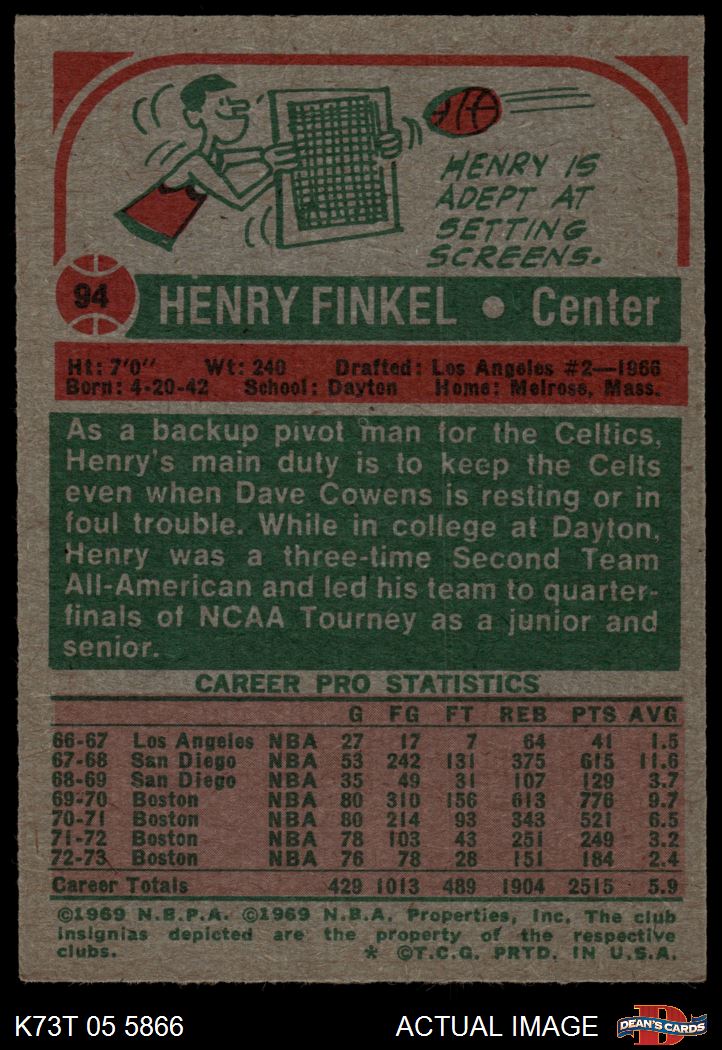 HENRY IS
ADEPT AT
SETTING
SCREENS.
94 HENRY FINKEL • Center
Ht: 7'0" Wt: 240 Drafted: Los Angeles #2—1966
Born: 4-20-42 School: Dayton Home: Melrose, Mass.
As a backup pivot man for the Celtics,
Henry's main duty is to keep the Celts
even when Dave Cowens is resting or in
foul trouble. While in college at Dayton,
Henry was a three-time Second Team
All-American and led his team to quarter-
finals of NCAA Tourney as a junior and
senior.
CAREER PRO STATISTICS
G FG FT REB PTS AVG
66-67 Los Angeles NBA 27 17 7 64 41 1.5
67-68 San Diego NBA 53 242 131 375 615 11.6
68-69 San Diego NBA 35 49 31 107 129 3.7
69-70 Boston NBA 80 310 156 613 776 9.7
70-71 Boston NBA 80 214 93 343 521 6.5
71-72 Boston NBA 78 103 43 251 249 3.2
72-73 Boston NBA 76 78 28 151 184 2.4
Career Totals 429 1013 489 1904 2515 5.9
©1969 N.B.P.A. ©1969 N.B.A. Properties, Inc. The club
insignias depicted are the property of the respective
clubs. * ©T.C.G. PRTD. IN U.S.A.
K73T 05 5866 ACTUAL IMAGE D DEAN'S CARDS